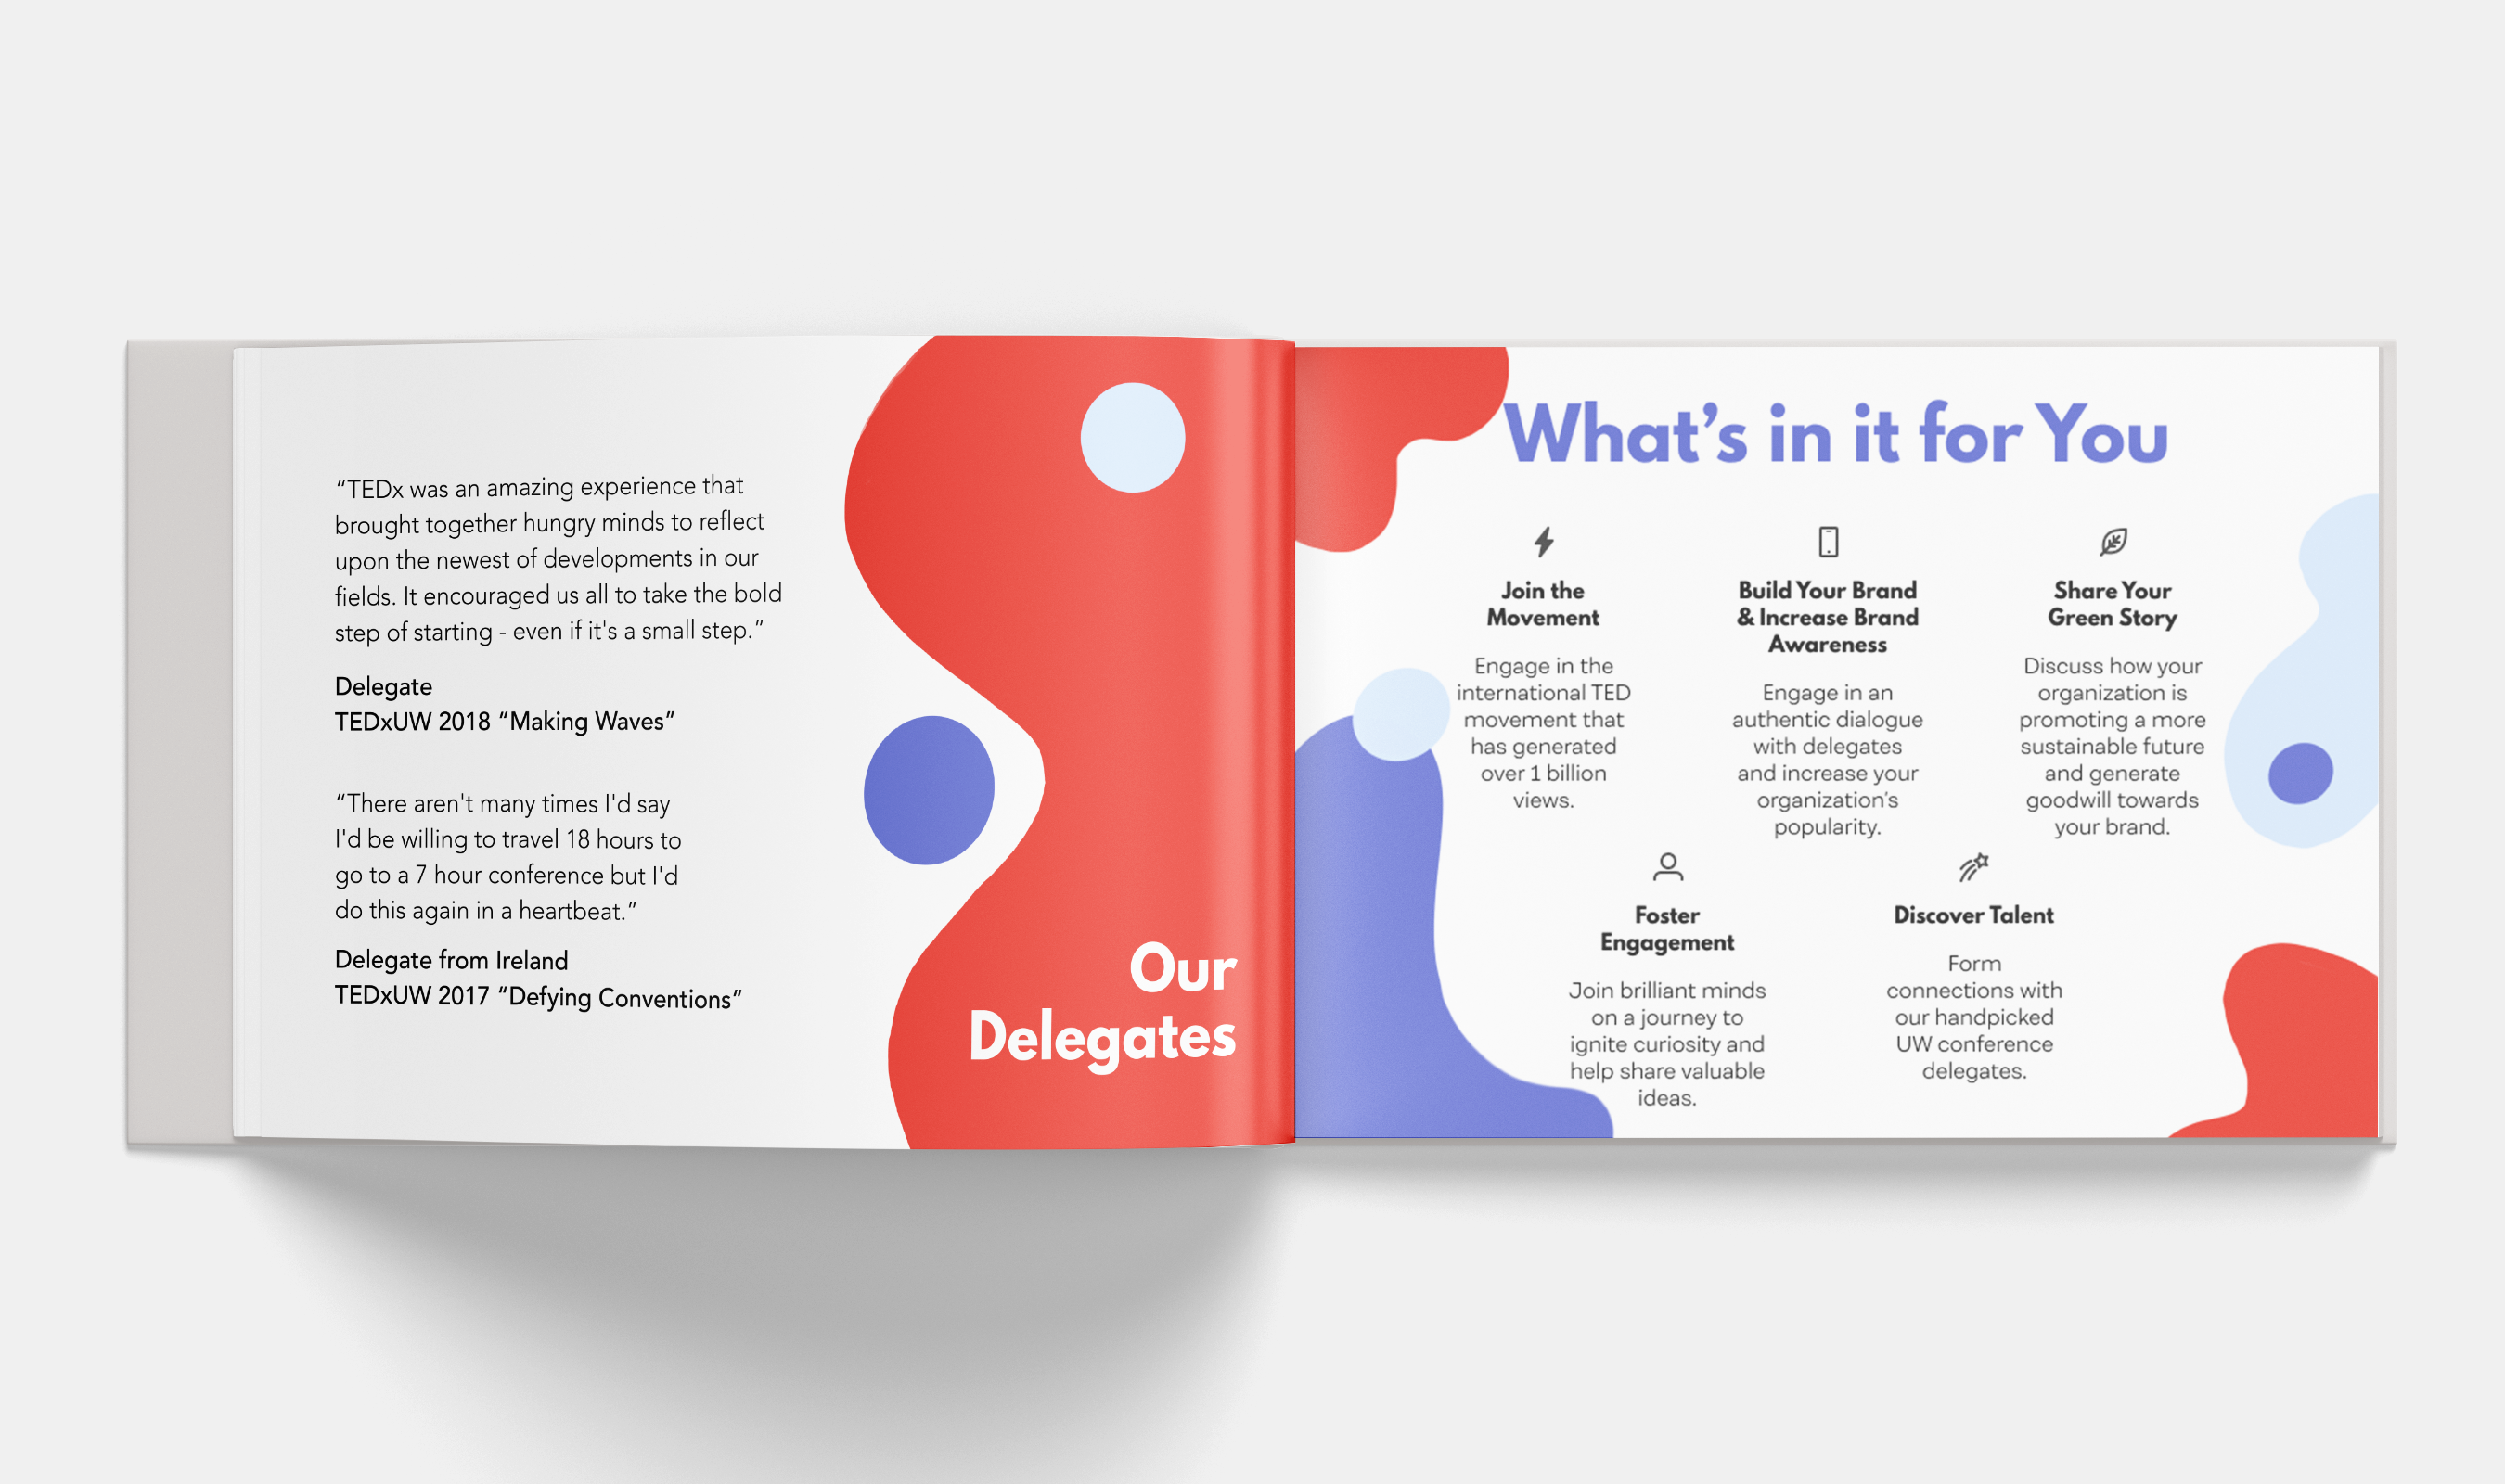 “TEDx was an amazing experience that
brought together hungry minds to reflect
upon the newest of developments in our
fields. It encouraged us all to take the bold
step of starting - even if it's a small step.”
Delegate
TEDxUW 2018 “Making Waves”
“There aren't many times I'd say
I'd be willing to travel 18 hours to
go to a 7 hour conference but I'd
do this again in a heartbeat.”
Delegate from Ireland
TEDxUW 2017 “Defying Conventions”
Our
Delegates
What’s in it for You
Join the
Movement
Engage in the
international TED
movement that
has generated
over 1 billion
views.
Build Your Brand
& Increase Brand
Awareness
Engage in an
authentic dialogue
with delegates
and increase your
organization's
popularity.
Share Your
Green Story
Discuss how your
organization is
promoting a more
sustainable future
and generate
goodwill towards
your brand.
Foster
Engagement
Join brilliant minds
on a journey to
ignite curiosity and
help share valuable
ideas.
Discover Talent
Form
connections with
our handpicked
UW conference
delegates.